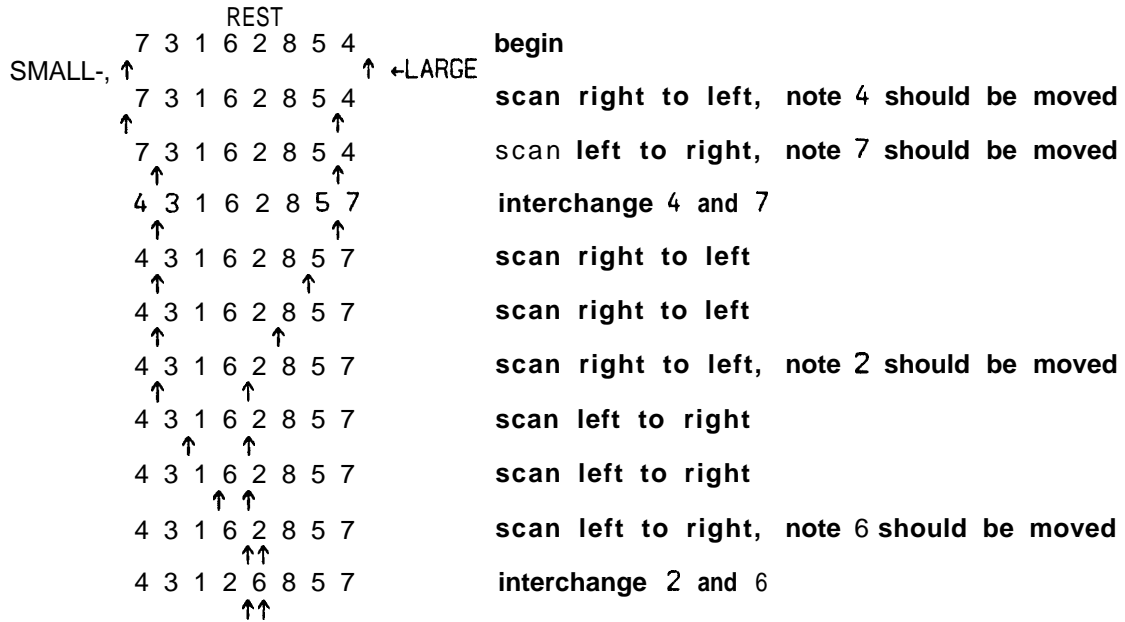 REST
7 3 1 6 2 8 5 4 begin
SMALL-, ↑ ↑ ←LARGE
7 3 1 6 2 8 5 4 scan right to left, note 4 should be moved
↑ ↑
7 3 1 6 2 8 5 4 scan left to right, note 7 should be moved
↑ ↑
4 3 1 6 2 8 5 7 interchange 4 and 7
↑ ↑
4 3 1 6 2 8 5 7 scan right to left
↑ ↑
4 3 1 6 2 8 5 7 scan right to left
↑ ↑
4 3 1 6 2 8 5 7 scan right to left, note 2 should be moved
↑ ↑
4 3 1 6 2 8 5 7 scan left to right
↑ ↑
4 3 1 6 2 8 5 7 scan left to right
↑ ↑
4 3 1 6 2 8 5 7 scan left to right, note 6 should be moved
↑↑
4 3 1 2 6 8 5 7 interchange 2 and 6
↑↑